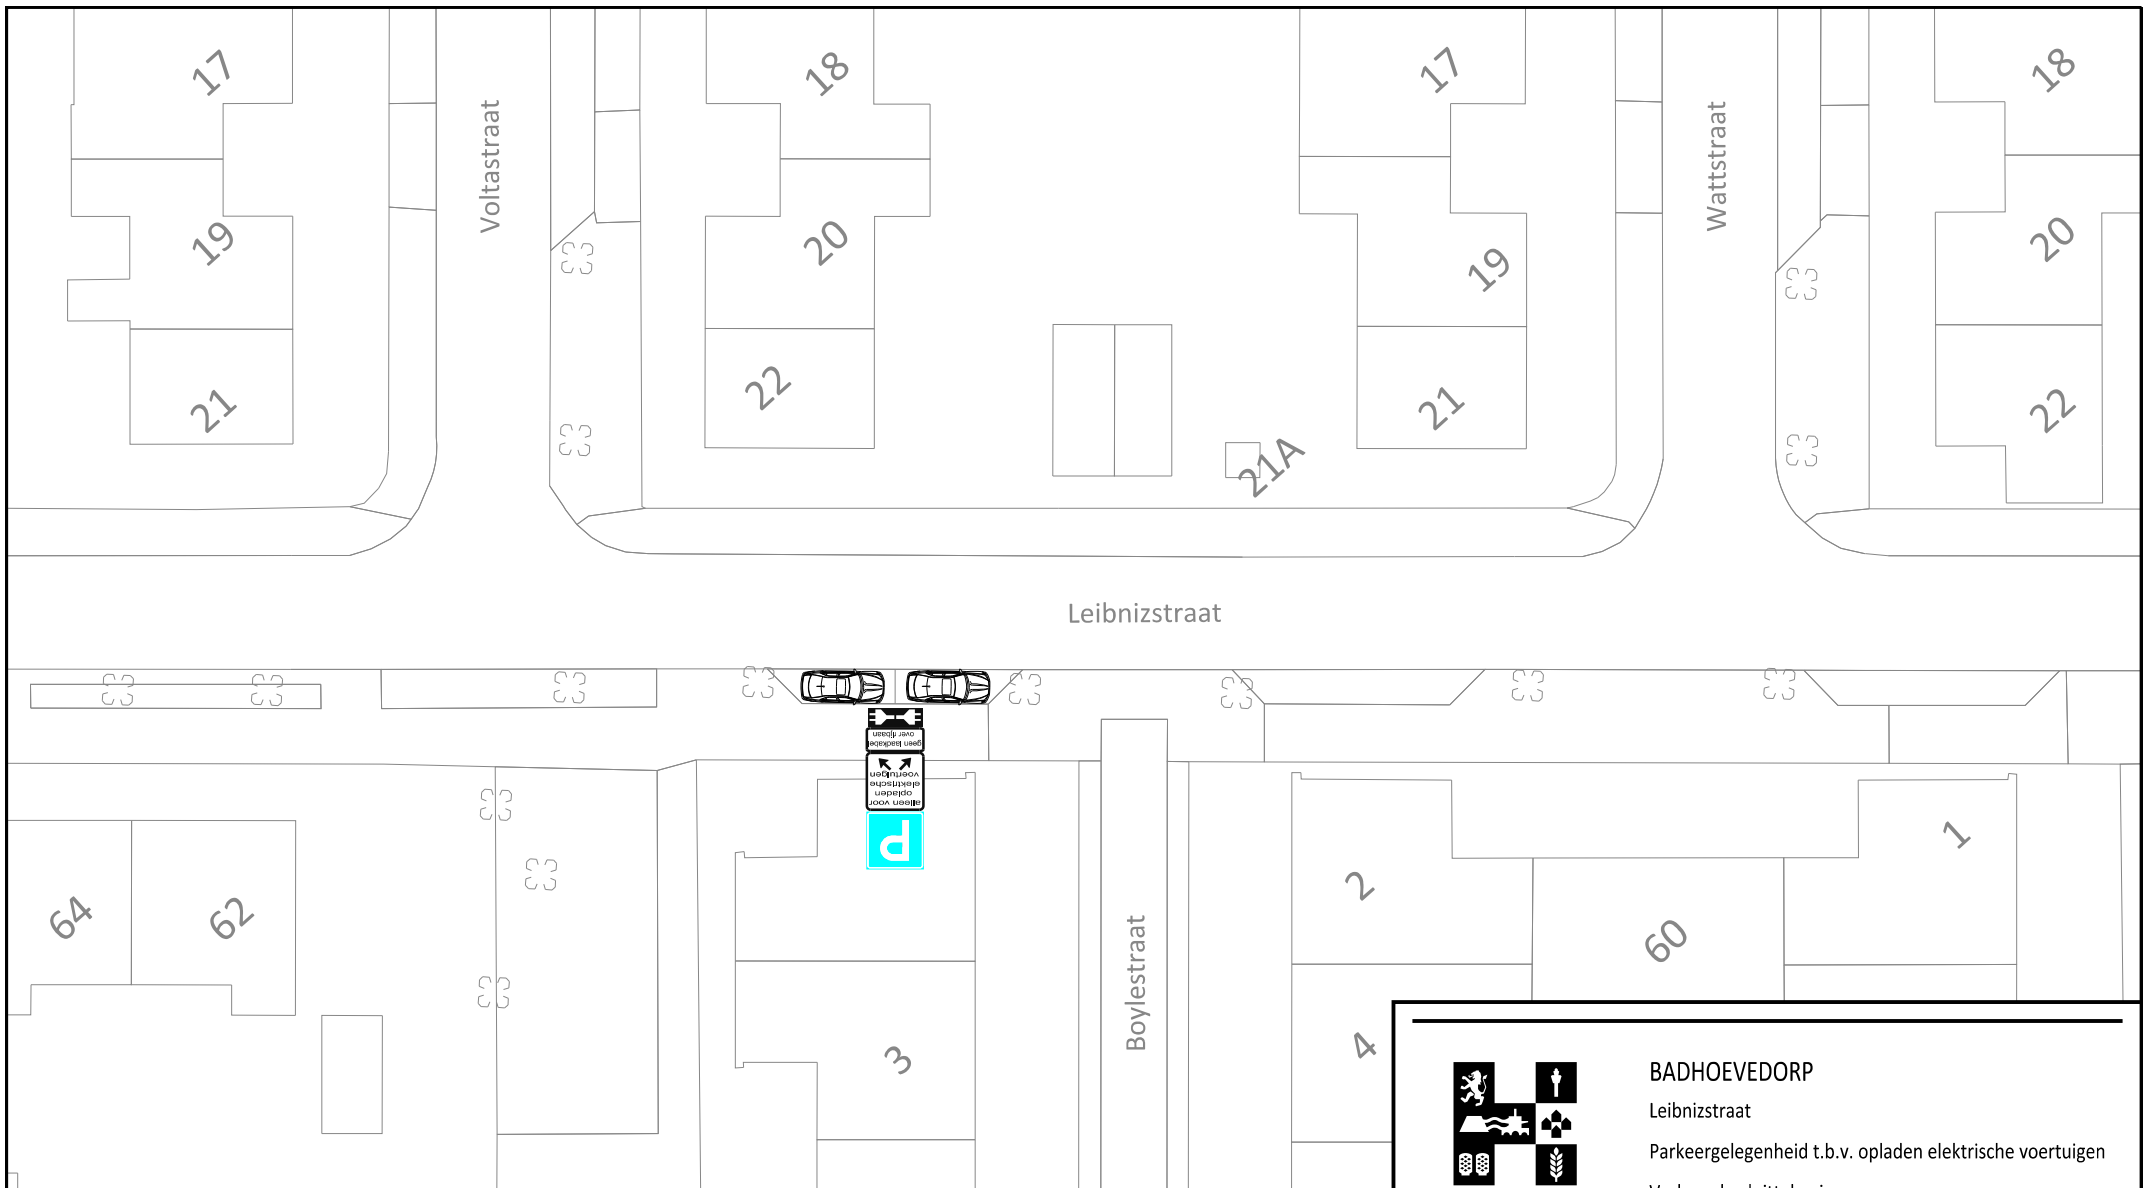 17
18
17
18
Voltastraat
Wattstraat
19
20
19
20
21
22
21A
21
22
Leibnizstraat
geen laadkabel
over rijbaan
alleen voor
opladen
elektrische
voertuigen
P
64
62
2
60
1
3
Boylestraat
4
BADHOEVEDORP
Leibnizstraat
Parkeergelegenheid t.b.v. opladen elektrische voertuigen